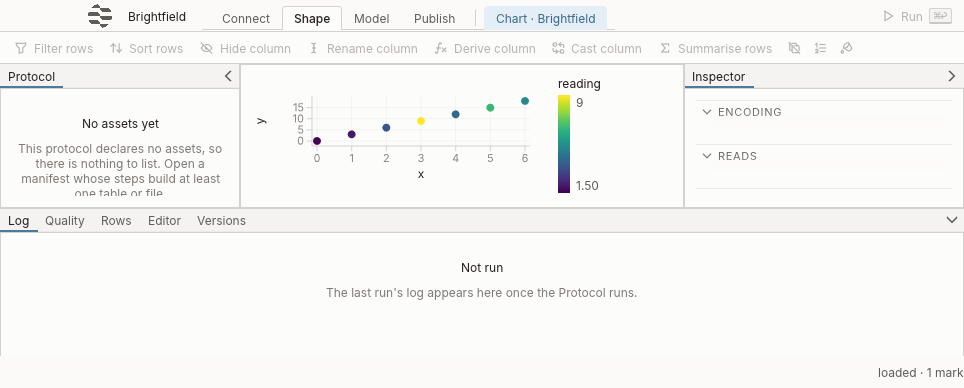 Brightfield
Connect
Shape
Model
Publish
Chart · Brightfield
Run
Filter rows
Sort rows
Hide column
Rename column
Derive column
Cast column
Summarise rows
Protocol
No assets yet
This protocol declares no assets, so
there is nothing to list. Open a
manifest whose steps build at least
one table or file.
y
15
10
5
0
0 1 2 3 4 5 6
x
reading
9
1.50
Inspector
ENCODING
READS
Log
Quality
Rows
Editor
Versions
Not run
The last run's log appears here once the Protocol runs.
loaded · 1 mark